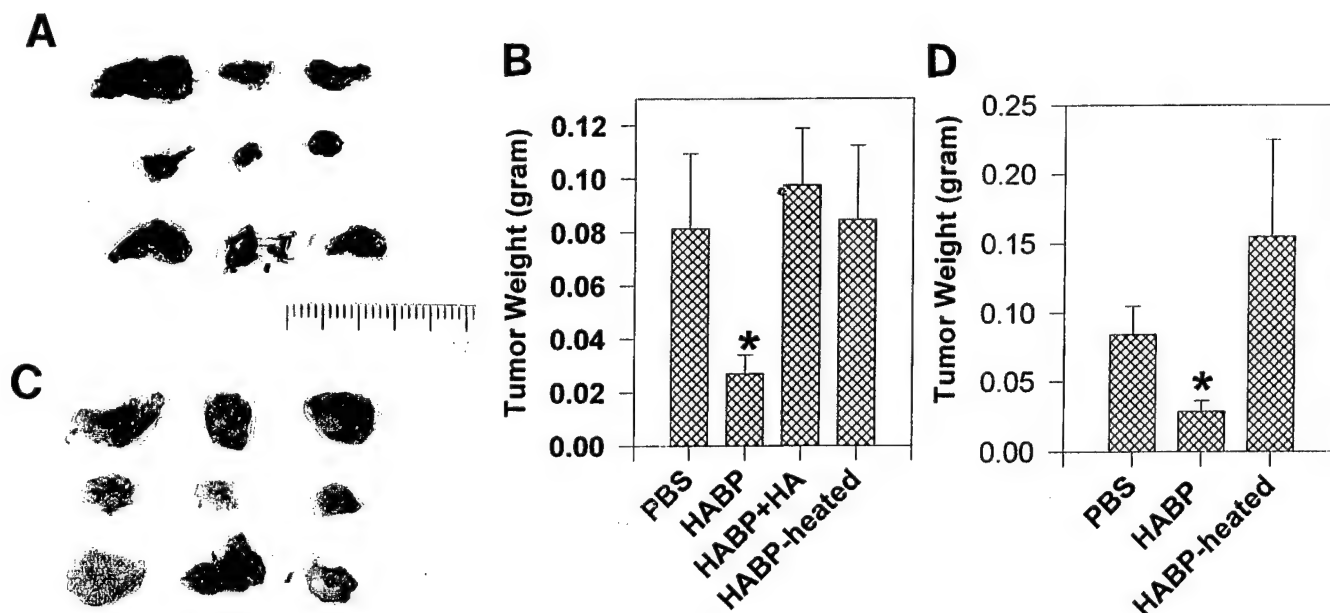 A
B
Tumor Weight (gram)
0.12
0.10
0.08
0.06
0.04
0.02
0.00
*
PBS
HABP
HABP+HA
HABP-heated
C
D
Tumor Weight (gram)
0.25
0.20
0.15
0.10
0.05
0.00
*
PBS
HABP
HABP-heated